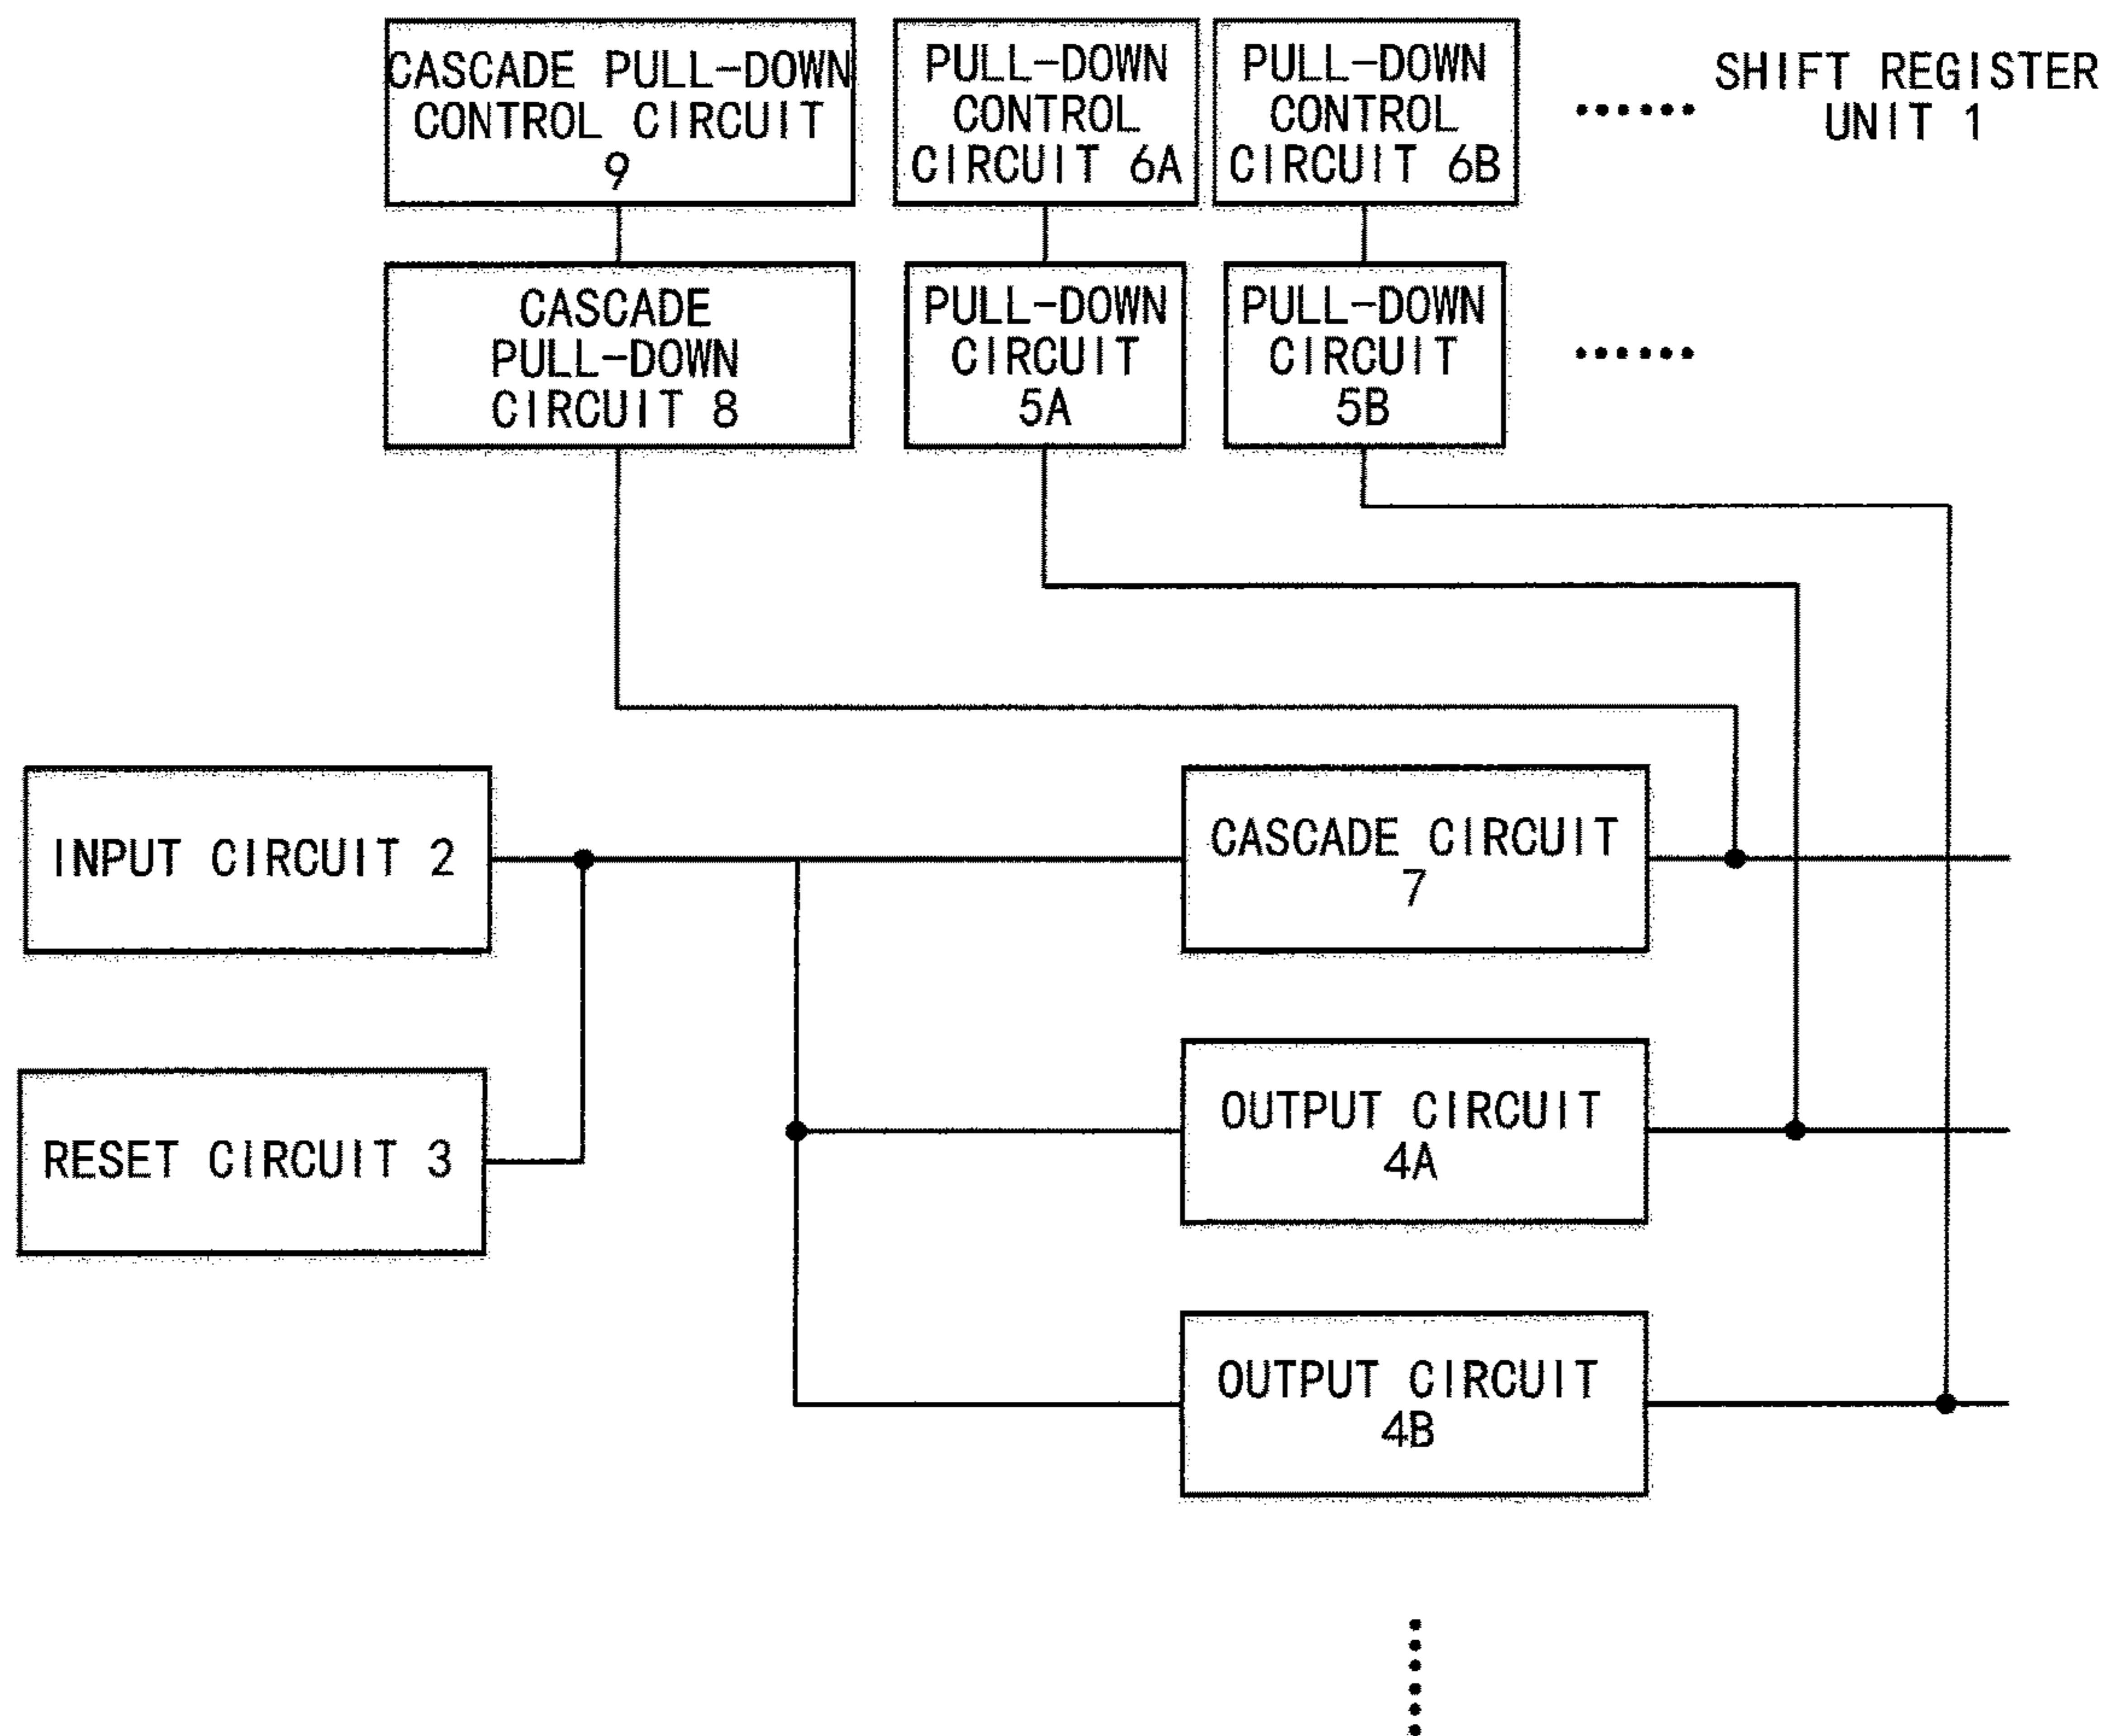 CASCADE PULL-DOWN
CONTROL CIRCUIT
9
PULL-DOWN
CONTROL
CIRCUIT 6A
PULL-DOWN
CONTROL
CIRCUIT 6B
SHIFT REGISTER
UNIT 1
CASCADE
PULL-DOWN
CIRCUIT 8
PULL-DOWN
CIRCUIT
5A
PULL-DOWN
CIRCUIT
5B
INPUT CIRCUIT 2
CASCADE CIRCUIT
7
RESET CIRCUIT 3
OUTPUT CIRCUIT
4A
OUTPUT CIRCUIT
4B